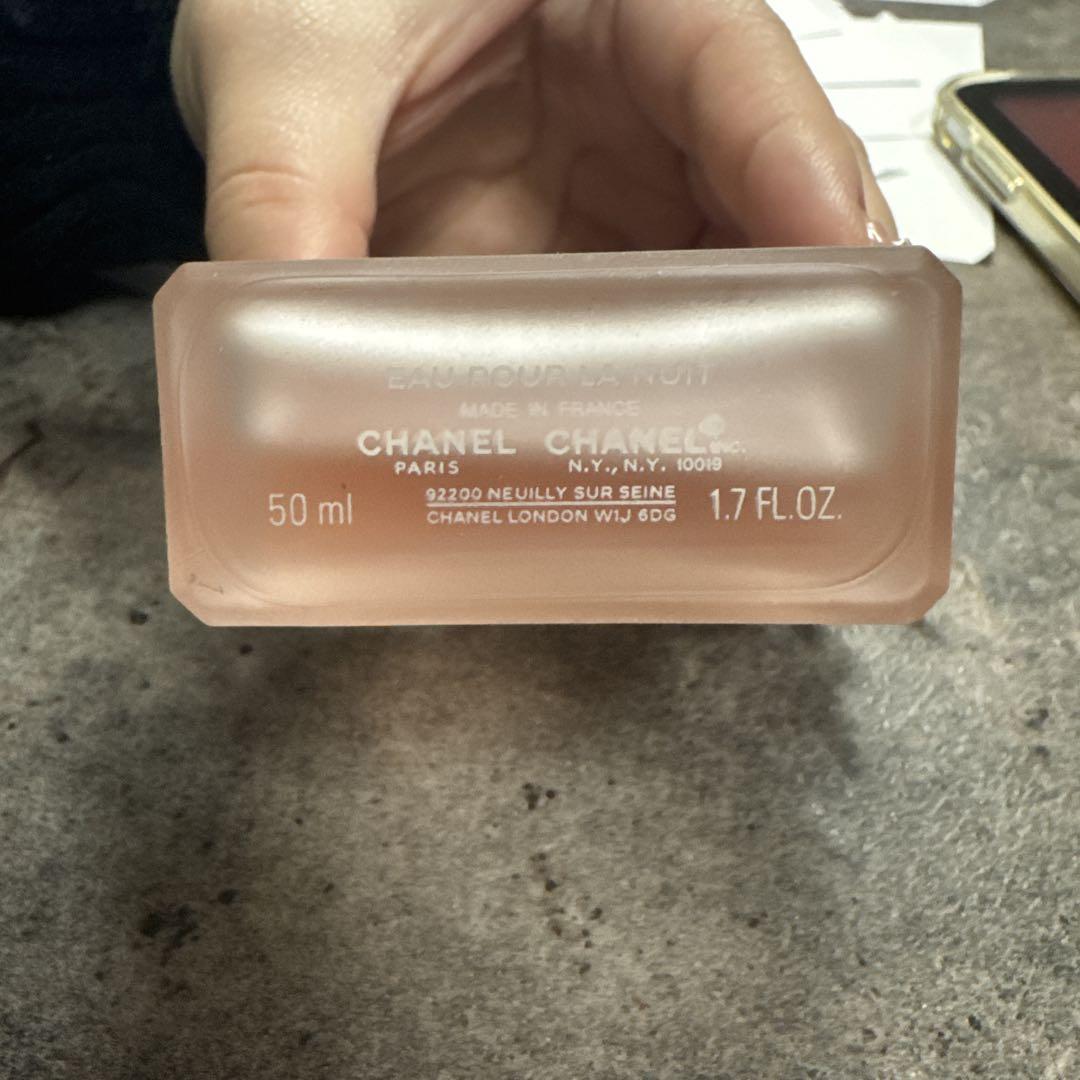 EAU POUR LA NUIT
MADE IN FRANCE
CHANEL CHANEL® INC.
PARIS N.Y., N.Y. 10019
50 ml
92200 NEUILLY SUR SEINE
CHANEL LONDON W1J 6DG
1.7 FL.OZ.